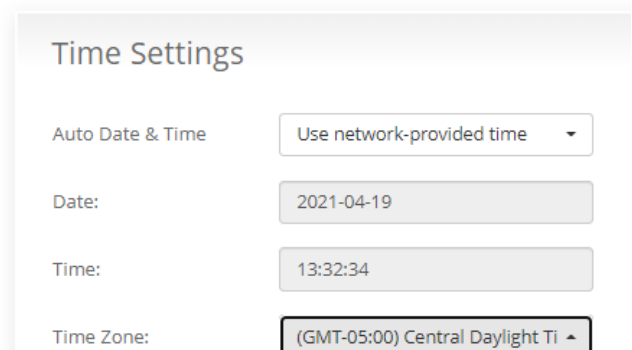 Time Settings
Auto Date & Time Use network-provided time
Date: 2021-04-19
Time: 13:32:34
Time Zone: (GMT-05:00) Central Daylight Ti